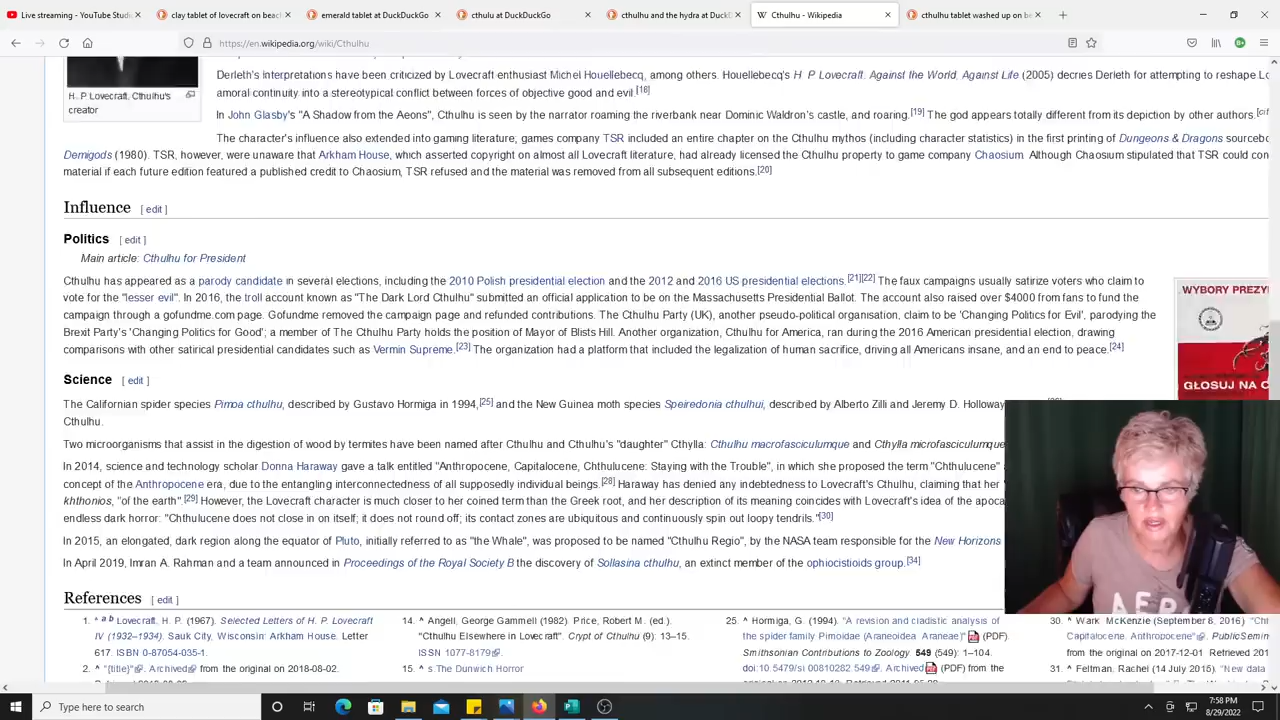 Live streaming - YouTube Studio
clay tablet of lovecraft on beac
emerald tablet at DuckDuckGo
cthulu at DuckDuckGo
cthulhu and the hydra at DuckD
W Cthulhu - Wikipedia
cthulhu tablet washed up on be
https://en.wikipedia.org/wiki/Cthulhu
H. P. Lovecraft, Cthulhu's
creator
Derleth's interpretations have been criticized by Lovecraft enthusiast Michel Houellebecq, among others. Houellebecq's H. P. Lovecraft: Against the World, Against Life (2005) decries Derleth for attempting to reshape Lo
amoral continuity into a stereotypical conflict between forces of objective good and evil.[18]
In John Glasby's "A Shadow from the Aeons", Cthulhu is seen by the narrator roaming the riverbank near Dominic Waldron's castle, and roaring.[19] The god appears totally different from its depiction by other authors.
The character's influence also extended into gaming literature; games company TSR included an entire chapter on the Cthulhu mythos (including character statistics) in the first printing of Dungeons & Dragons sourceb
Demigods (1980). TSR, however, were unaware that Arkham House, which asserted copyright on almost all Lovecraft literature, had already licensed the Cthulhu property to game company Chaosium. Although Chaosium stipulated that TSR could con
material if each future edition featured a published credit to Chaosium, TSR refused and the material was removed from all subsequent editions.[20]
Influence [ edit ]
Politics [ edit ]
Main article: Cthulhu for President
Cthulhu has appeared as a parody candidate in several elections, including the 2010 Polish presidential election and the 2012 and 2016 US presidential elections.[21][22] The faux campaigns usually satirize voters who claim to
vote for the "lesser evil". In 2016, the troll account known as "The Dark Lord Cthulhu" submitted an official application to be on the Massachusetts Presidential Ballot. The account also raised over $4000 from fans to fund the
campaign through a gofundme.com page. Gofundme removed the campaign page and refunded contributions. The Cthulhu Party (UK), another pseudo-political organisation, claim to be 'Changing Politics for Evil', parodying the
Brexit Party's 'Changing Politics for Good'; a member of The Cthulhu Party holds the position of Mayor of Blists Hill. Another organization, Cthulhu for America, ran during the 2016 American presidential election, drawing
comparisons with other satirical presidential candidates such as Vermin Supreme.[23] The organization had a platform that included the legalization of human sacrifice, driving all Americans insane, and an end to peace.[24]
WYBORY PREZY
GŁOSUJ NA C
Science [ edit ]
The Californian spider species Pimoa cthulhu, described by Gustavo Hormiga in 1994,[25] and the New Guinea moth species Speiredonia cthulhui, described by Alberto Zilli and Jeremy D. Holloway
Cthulhu.
Two microorganisms that assist in the digestion of wood by termites have been named after Cthulhu and Cthulhu's "daughter" Cthylla: Cthulhu macrofasciculumque and Cthylla microfasciculumque
In 2014, science and technology scholar Donna Haraway gave a talk entitled "Anthropocene, Capitalocene, Chthulucene: Staying with the Trouble", in which she proposed the term "Chthulucene"
concept of the Anthropocene era, due to the entangling interconnectedness of all supposedly individual beings.[28] Haraway has denied any indebtedness to Lovecraft's Cthulhu, claiming that her
khthonios, "of the earth".[29] However, the Lovecraft character is much closer to her coined term than the Greek root, and her description of its meaning coincides with Lovecraft's idea of the apoca
endless dark horror: "Chthulucene does not close in on itself; it does not round off; its contact zones are ubiquitous and continuously spin out loopy tendrils."[30]
In 2015, an elongated, dark region along the equator of Pluto, initially referred to as "the Whale", was proposed to be named "Cthulhu Regio", by the NASA team responsible for the New Horizons
In April 2019, Imran A. Rahman and a team announced in Proceedings of the Royal Society B the discovery of Sollasina cthulhu, an extinct member of the ophiocistioids group.[34]
References [ edit ]
1. ^ a b Lovecraft, H. P. (1967). Selected Letters of H. P. Lovecraft
IV (1932–1934). Sauk City, Wisconsin: Arkham House. Letter
617. ISBN 0-87054-035-1.
2. ^ "{title}". Archived from the original on 2018-08-02.
14. ^ Angell, George Gammell (1982). Price, Robert M. (ed.).
"Cthulhu Elsewhere in Lovecraft". Crypt of Cthulhu (9): 13–15.
ISSN 1077-8179.
15. ^ s:The Dunwich Horror
25. ^ Hormiga, G. (1994). "A revision and cladistic analysis of
the spider family Pimoidae (Araneoidea: Araneae)" (PDF).
Smithsonian Contributions to Zoology. 549 (549): 1–104.
doi:10.5479/si.00810282.549. Archived (PDF) from the
30. ^ Wark, McKenzie (September 8, 2016).
Capitalocene, Anthropocene". PublicSemin
from the original on 2017-12-01. Retrieved 201
31. ^ Feltman, Rachel (14 July 2015). "New data
Type here to search
7:58 PM
8/29/2022